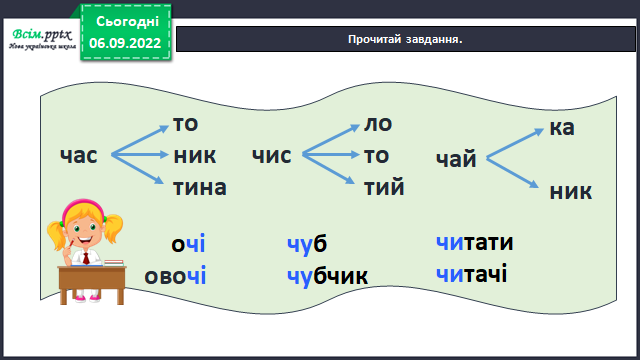 Всім.pptx
Нова українська школа
Сьогодні
06.09.2022
Прочитай завдання.
час
то
ник
тина
чис
ло
то
тий
чай
ка
ник
очі
овочі
чуб
чубчик
читати
читачі